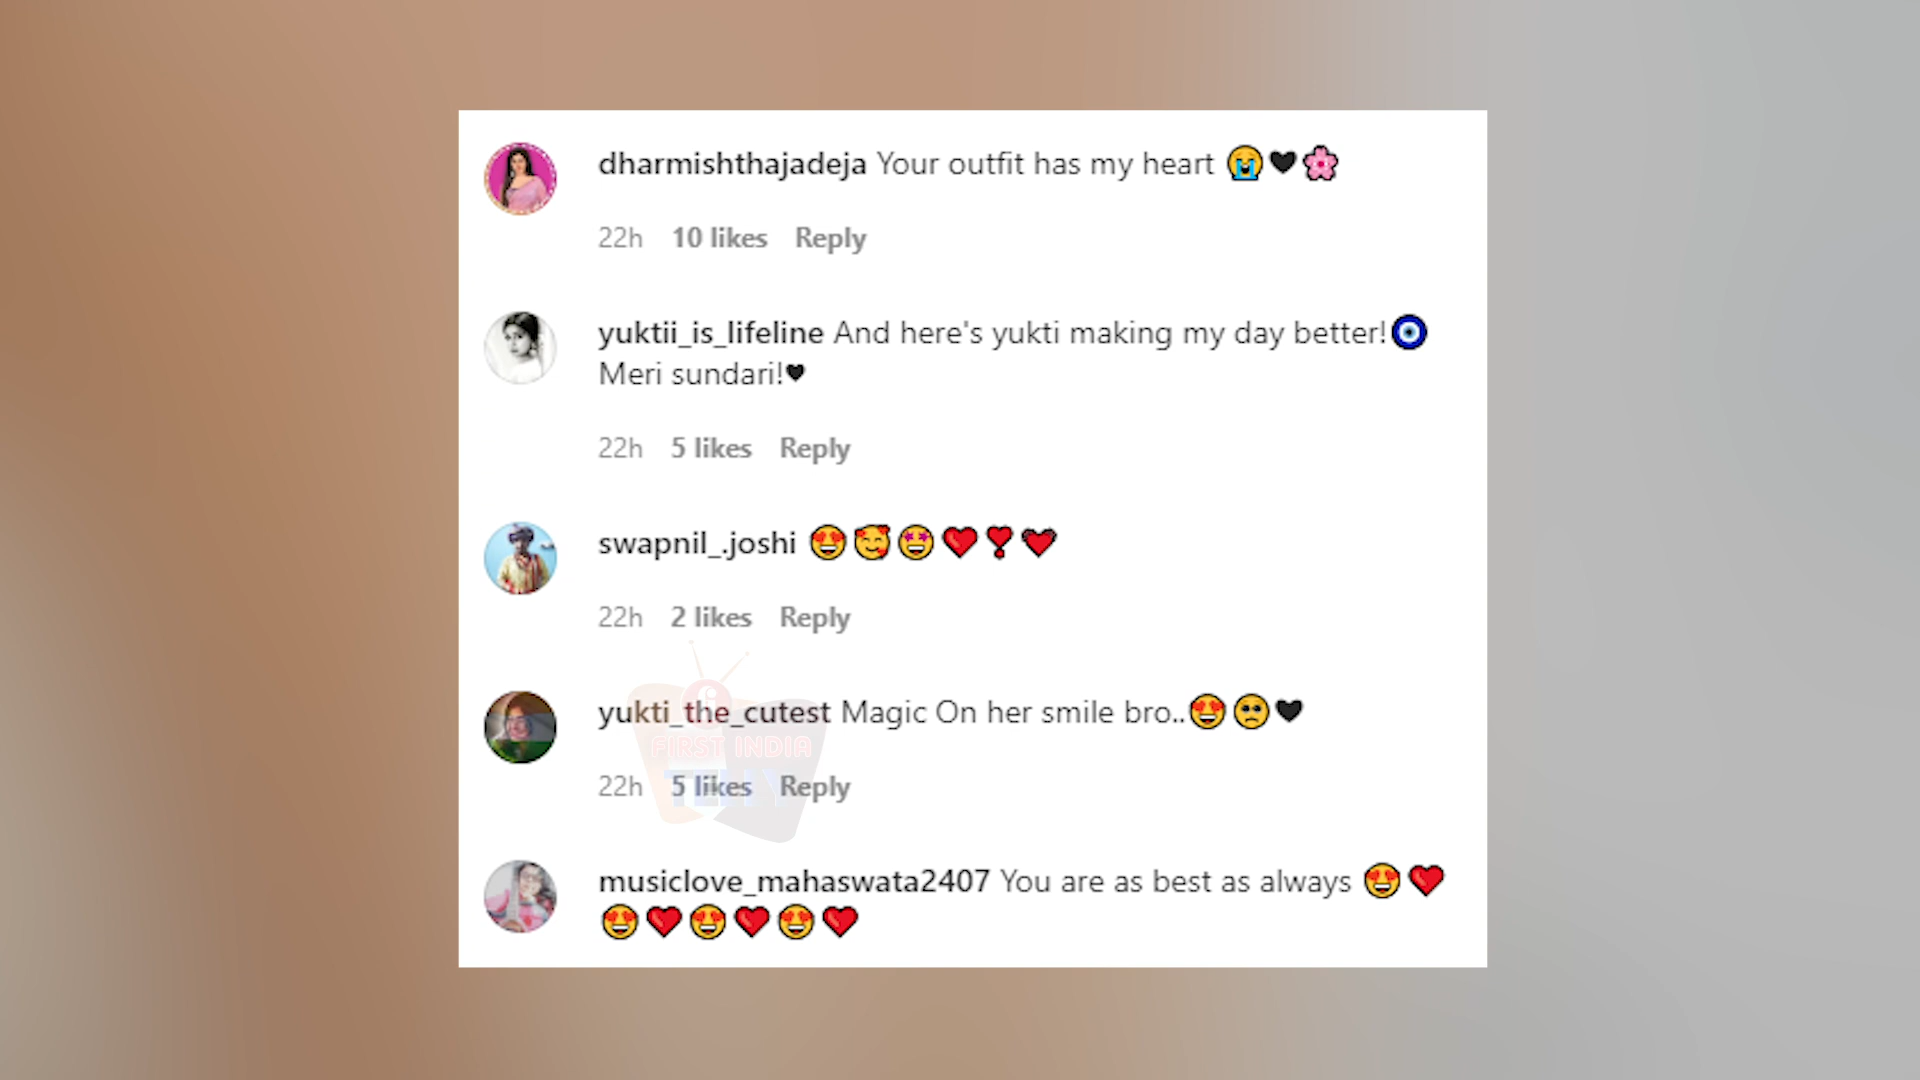 dharmishthajadeja Your outfit has my heart 😭🖤🌸
22h 10 likes Reply
yuktii_is_lifeline And here's yukti making my day better!🧿
Meri sundari!🖤
22h 5 likes Reply
swapnil_.joshi 😍🥰🤩❤️❣️💓
22h 2 likes Reply
yukti_the_cutest Magic On her smile bro..😍🥺🖤
FIRST INDIA
22h 5 likes Reply
musiclove_mahaswata2407 You are as best as always 😍❤️
😍❤️😍❤️😍❤️